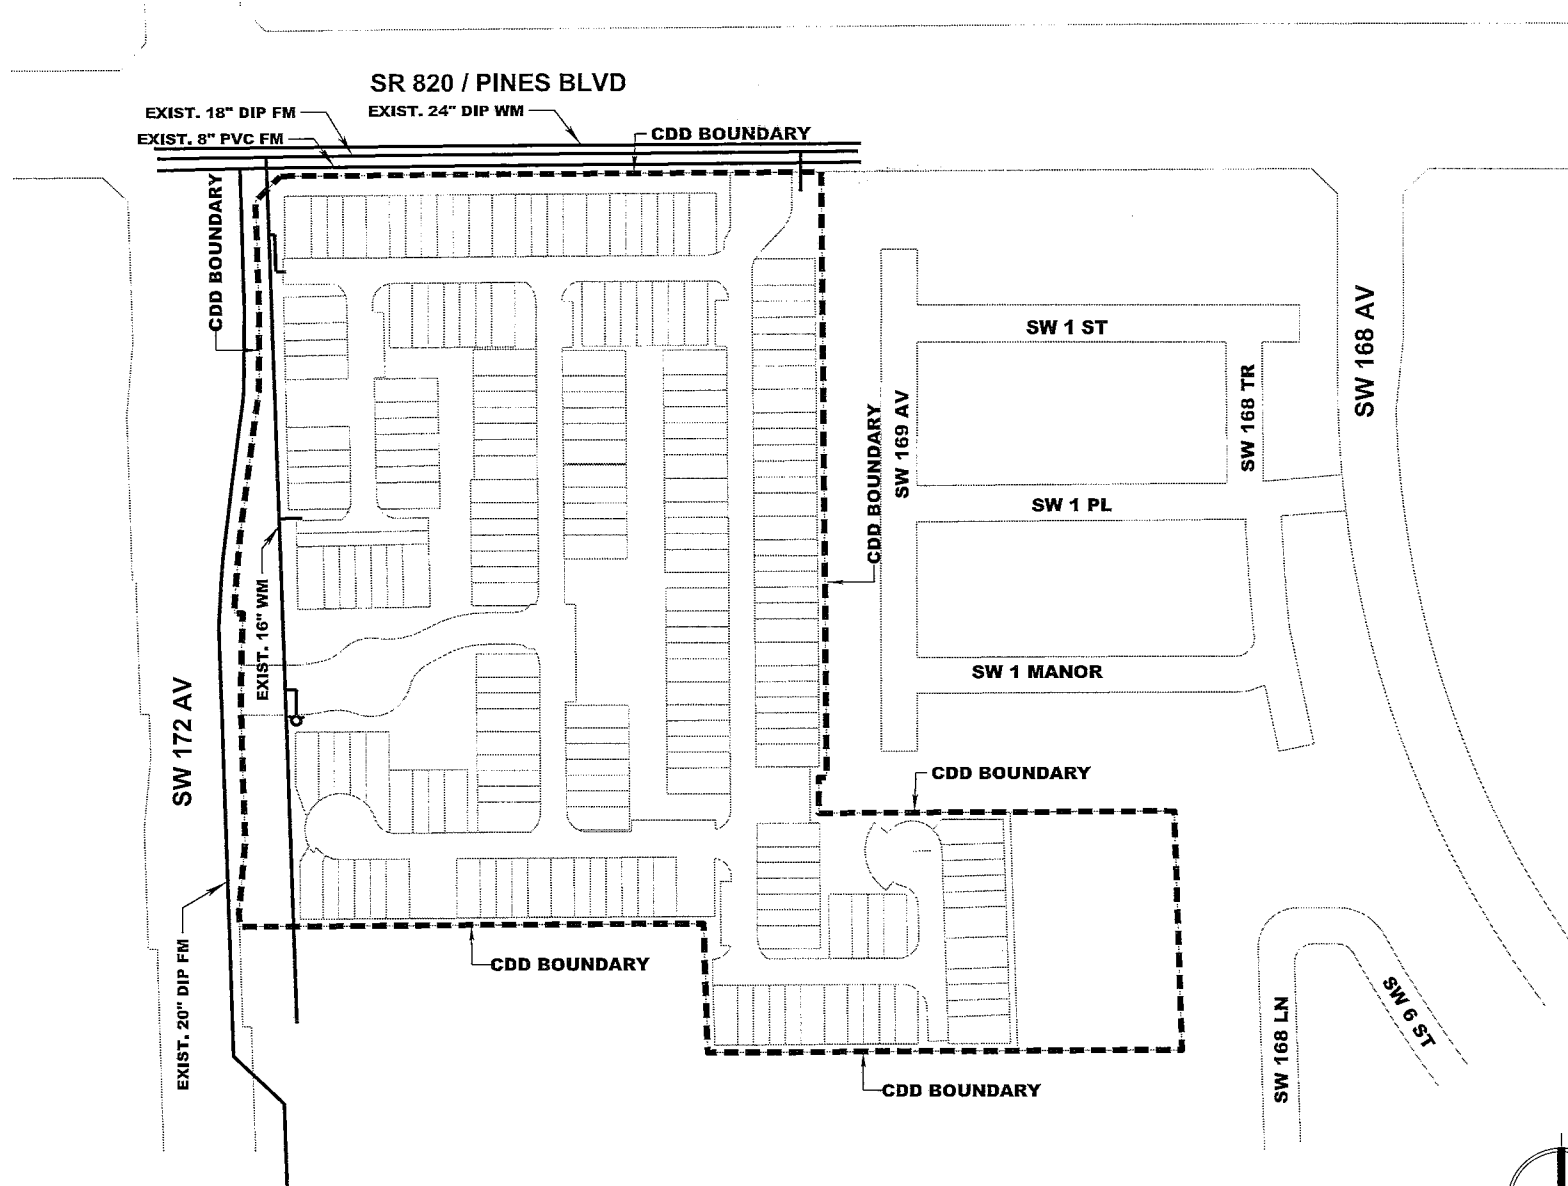 SR 820 / PINES BLVD
EXIST. 18" DIP FM
EXIST. 24" DIP WM
EXIST. 8" PVC FM
CDD BOUNDARY
CDD BOUNDARY
SW 1 ST
SW 168 AV
SW 168 TR
SW 169 AV
CDD BOUNDARY
SW 1 PL
EXIST. 16" WM
SW 1 MANOR
SW 172 AV
CDD BOUNDARY
CDD BOUNDARY
EXIST. 20" DIP FM
SW 168 LN
SW 6 ST
CDD BOUNDARY